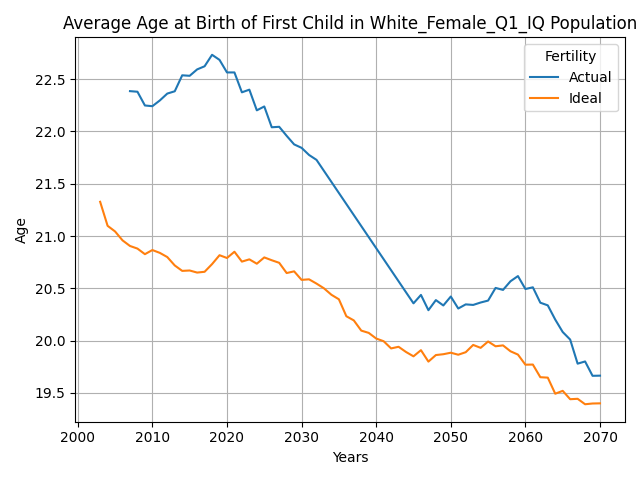 Average Age at Birth of First Child in White_Female_Q1_IQ Population
Fertility
Actual
Ideal
22.5
22.0
21.5
21.0
20.5
20.0
19.5
Age
2000 2010 2020 2030 2040 2050 2060 2070
Years